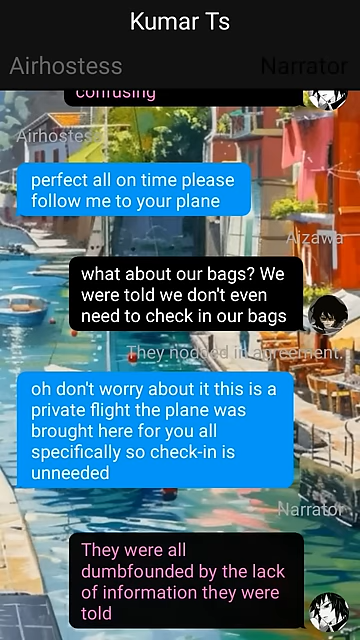 Kumar Ts
Airhostess Narrator
confusing
Airhostes
perfect all on time please
follow me to your plane
Aizawa
what about our bags? We
were told we don't even
need to check in our bags
They nodded in agreement.
oh don't worry about it this is a
private flight the plane was
brought here for you all
specifically so check-in is
unneeded
Narrator
They were all
dumbfounded by the lack
of information they were
told